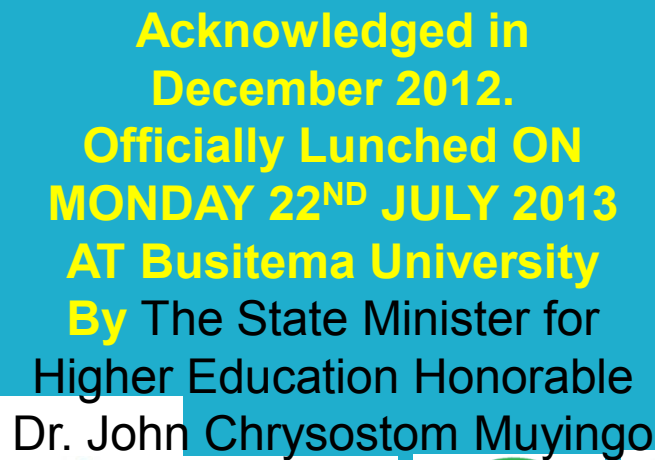 Acknowledged in
December 2012.
Officially Lunched ON
MONDAY 22ND JULY 2013
AT Busitema University
By The State Minister for
Higher Education Honorable
Dr. John Chrysostom Muyingo